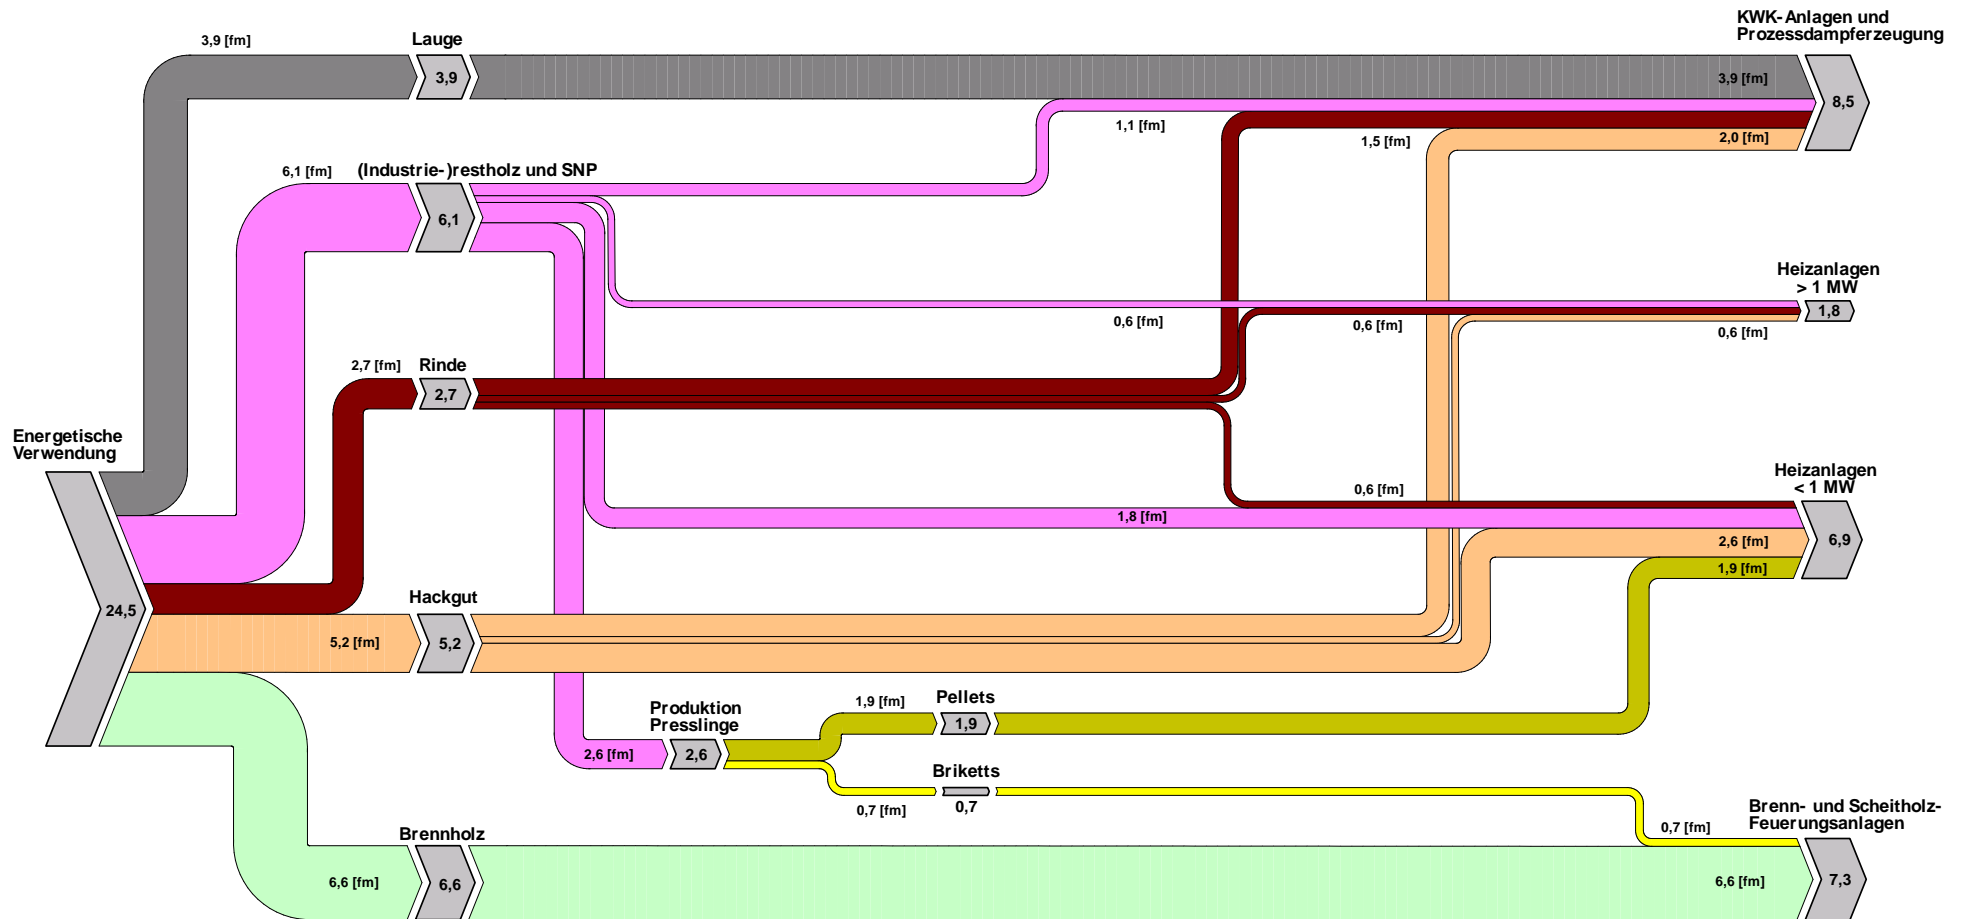 KWK-Anlagen und
Prozessdampferzeugung
3,9 [fm]
Lauge
3,9
3,9 [fm]
8,5
1,1 [fm]
1,5 [fm]
2,0 [fm]
6,1 [fm]
(Industrie-)restholz und SNP
6,1
Heizanlagen
> 1 MW
1,8
0,6 [fm]
0,6 [fm]
0,6 [fm]
2,7 [fm]
Rinde
2,7
Energetische
Verwendung
24,5
Heizanlagen
< 1 MW
0,6 [fm]
1,8 [fm]
2,6 [fm]
6,9
1,9 [fm]
Hackgut
5,2 [fm]
5,2
Produktion
Presslinge
2,6 [fm]
2,6
1,9 [fm]
Pellets
1,9
Briketts
0,7 [fm]
0,7
Brenn- und Scheitholz-
Feuerungsanlagen
0,7 [fm]
Brennholz
6,6 [fm]
6,6
6,6 [fm]
7,3